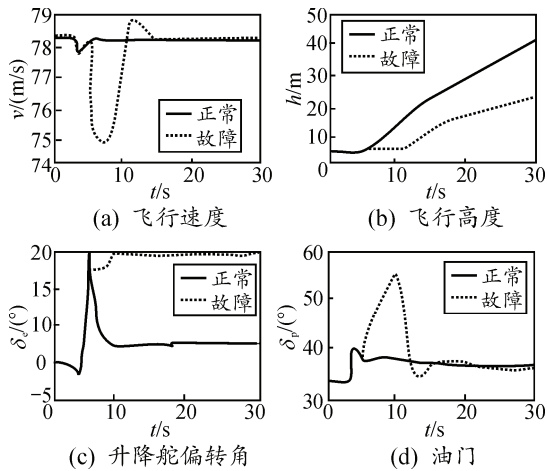 79
78
77
76
75
74
v/(m/s)
正常
故障
0
10
20
30
t/s
(a) 飞行速度
50
40
30
20
10
0
h/m
正常
故障
0
10
20
30
t/s
(b) 飞行高度
20
15
10
5
0
−5
δe/(°)
正常
故障
0
10
20
30
t/s
(c) 升降舵偏转角
60
50
40
30
δp/(°)
正常
故障
0
10
20
30
t/s
(d) 油门